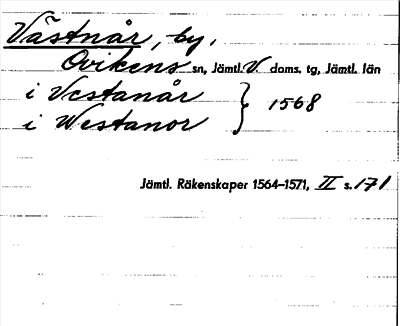 Västnår, by,
Ovikens sn, Jämtl. V. doms. tg, Jämtl. län
i Vestanår } 1568
i Westanor
Jämtl. Räkenskaper 1564–1571, II s. 171